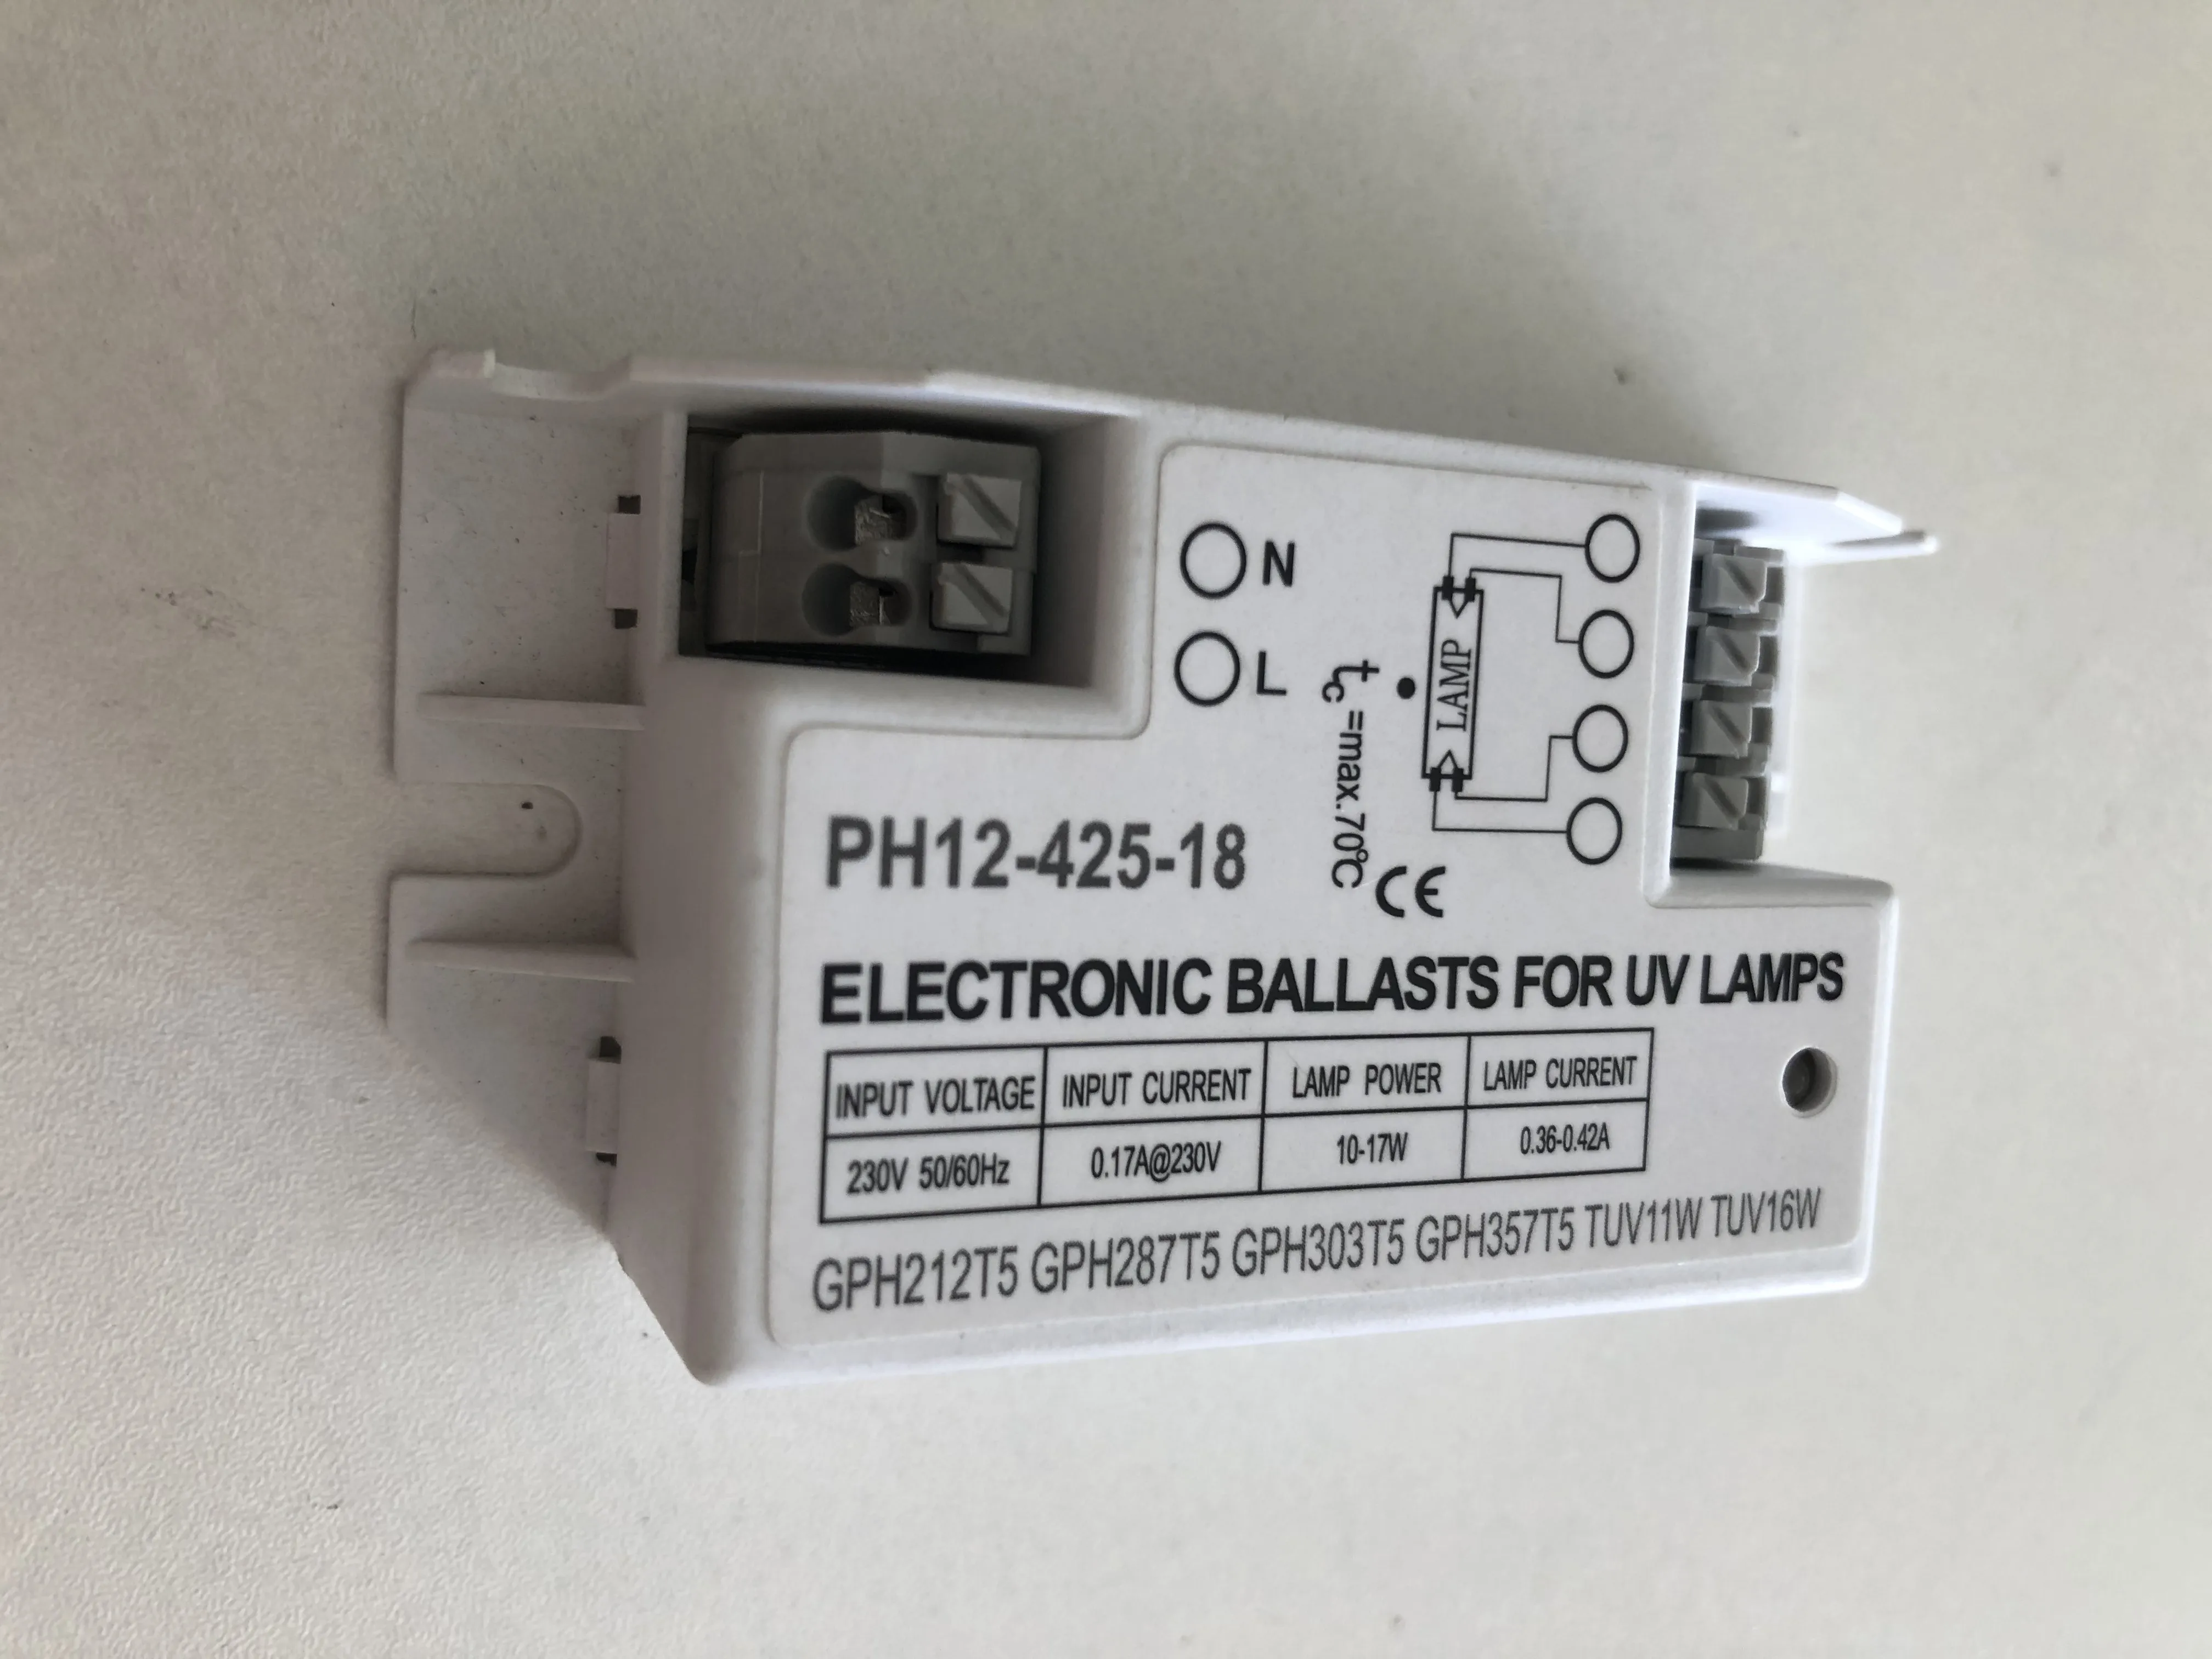 N
L
LAMP
tc=max.70°C
PH12-425-18
CE
ELECTRONIC BALLASTS FOR UV LAMPS
INPUT VOLTAGE INPUT CURRENT LAMP POWER LAMP CURRENT
230V 50/60Hz 0.17A@230V 10-17W 0.36-0.42A
GPH212T5 GPH287T5 GPH303T5 GPH357T5 TUV11W TUV16W